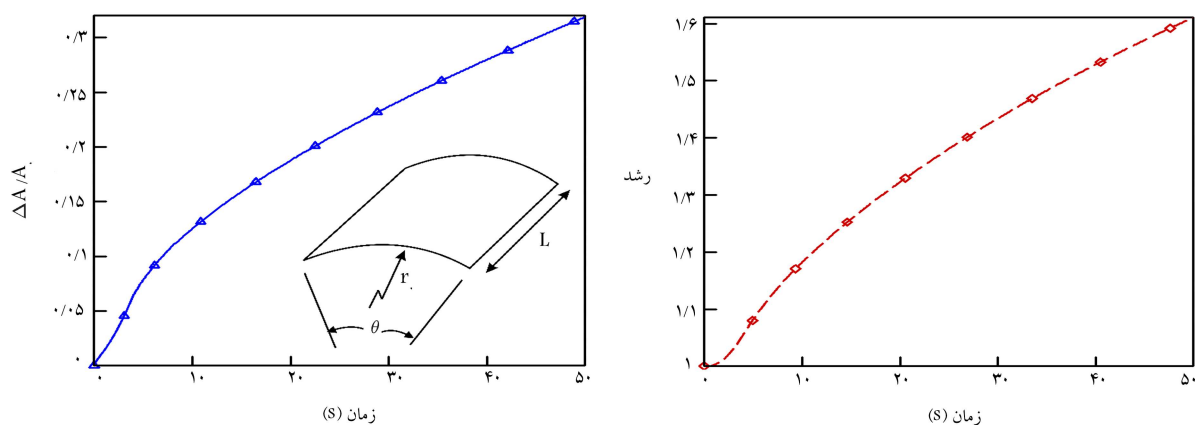 ۰/۳
۰/۲۵
۰/۲
۰/۱۵
۰/۱
۰/۰۵
۰
△A/A.
۰ ۱۰ ۲۰ ۳۰ ۴۰ ۵۰
زمان (s)
L
r.
θ
۱/۶
۱/۵
۱/۴
۱/۳
۱/۲
۱/۱
۱
رشد
۰ ۱۰ ۲۰ ۳۰ ۴۰ ۵۰
زمان (s)